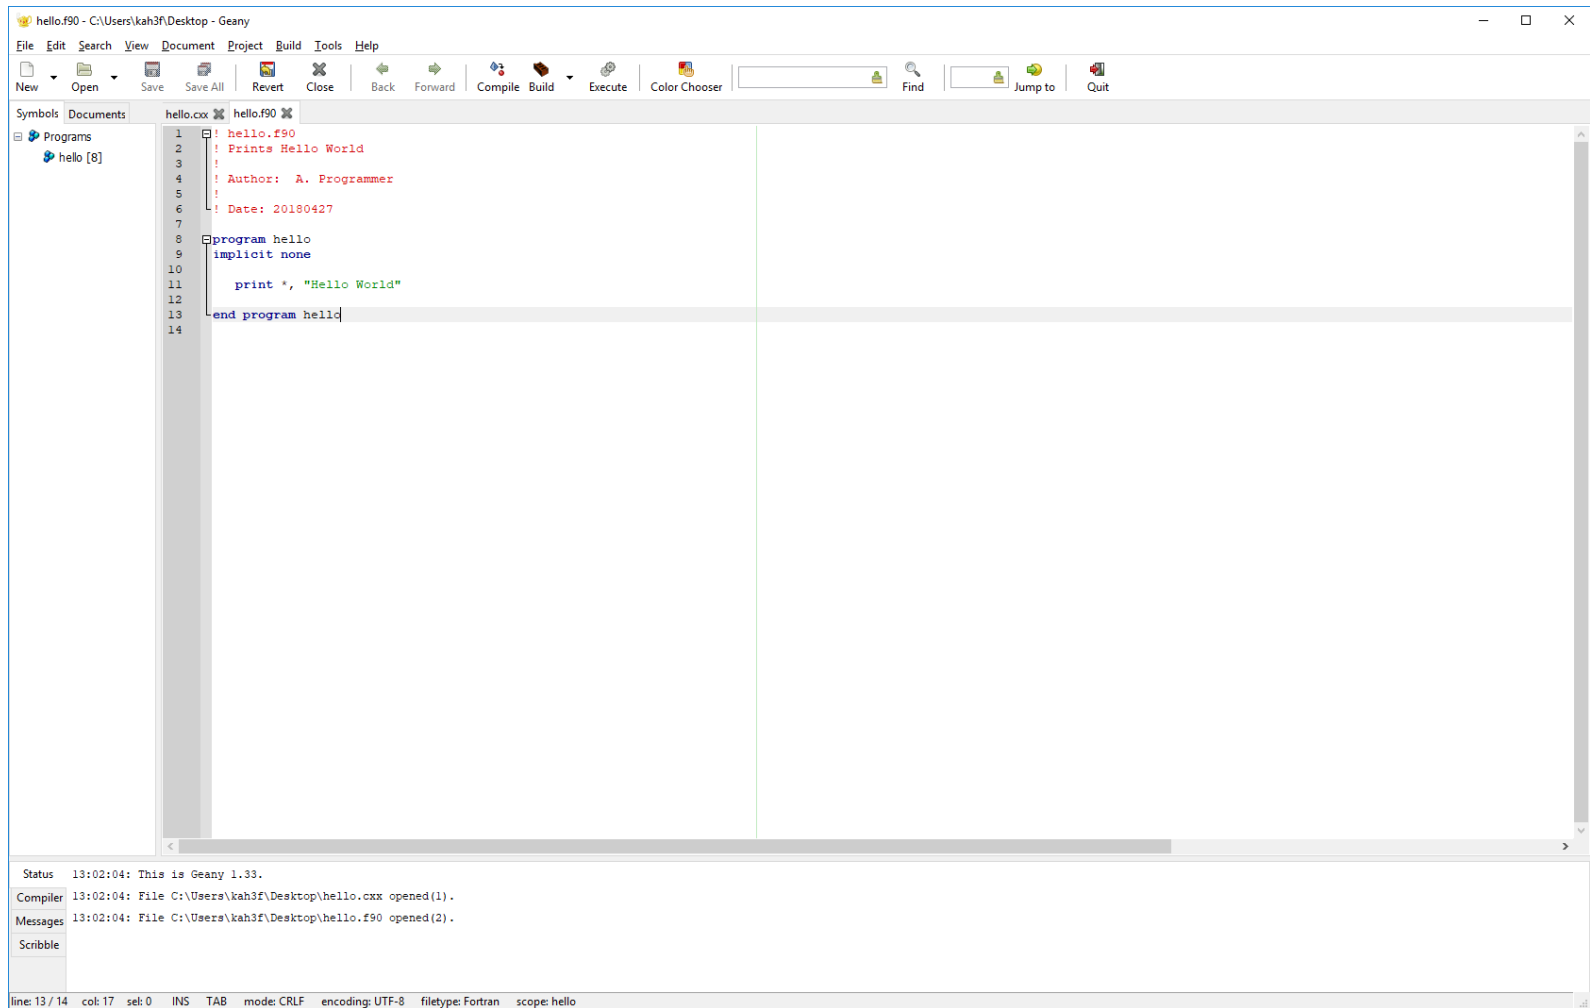 hello.f90 - C:\Users\kah3f\Desktop - Geany
File Edit Search View Document Project Build Tools Help
New Open Save Save All Revert Close Back Forward Compile Build Execute Color Chooser Find Jump to Quit
Symbols Documents hello.cxx hello.f90
Programs
hello [8]
1 ! hello.f90
2 ! Prints Hello World
3 !
4 ! Author:  A. Programmer
5 !
6 ! Date: 20180427
7
8 program hello
9 implicit none
10
11    print *, "Hello World"
12
13 end program hello
14
Status 13:02:04: This is Geany 1.33.
Compiler 13:02:04: File C:\Users\kah3f\Desktop\hello.cxx opened(1).
Messages 13:02:04: File C:\Users\kah3f\Desktop\hello.f90 opened(2).
Scribble
line: 13 / 14 col: 17 sel: 0 INS TAB mode: CRLF encoding: UTF-8 filetype: Fortran scope: hello